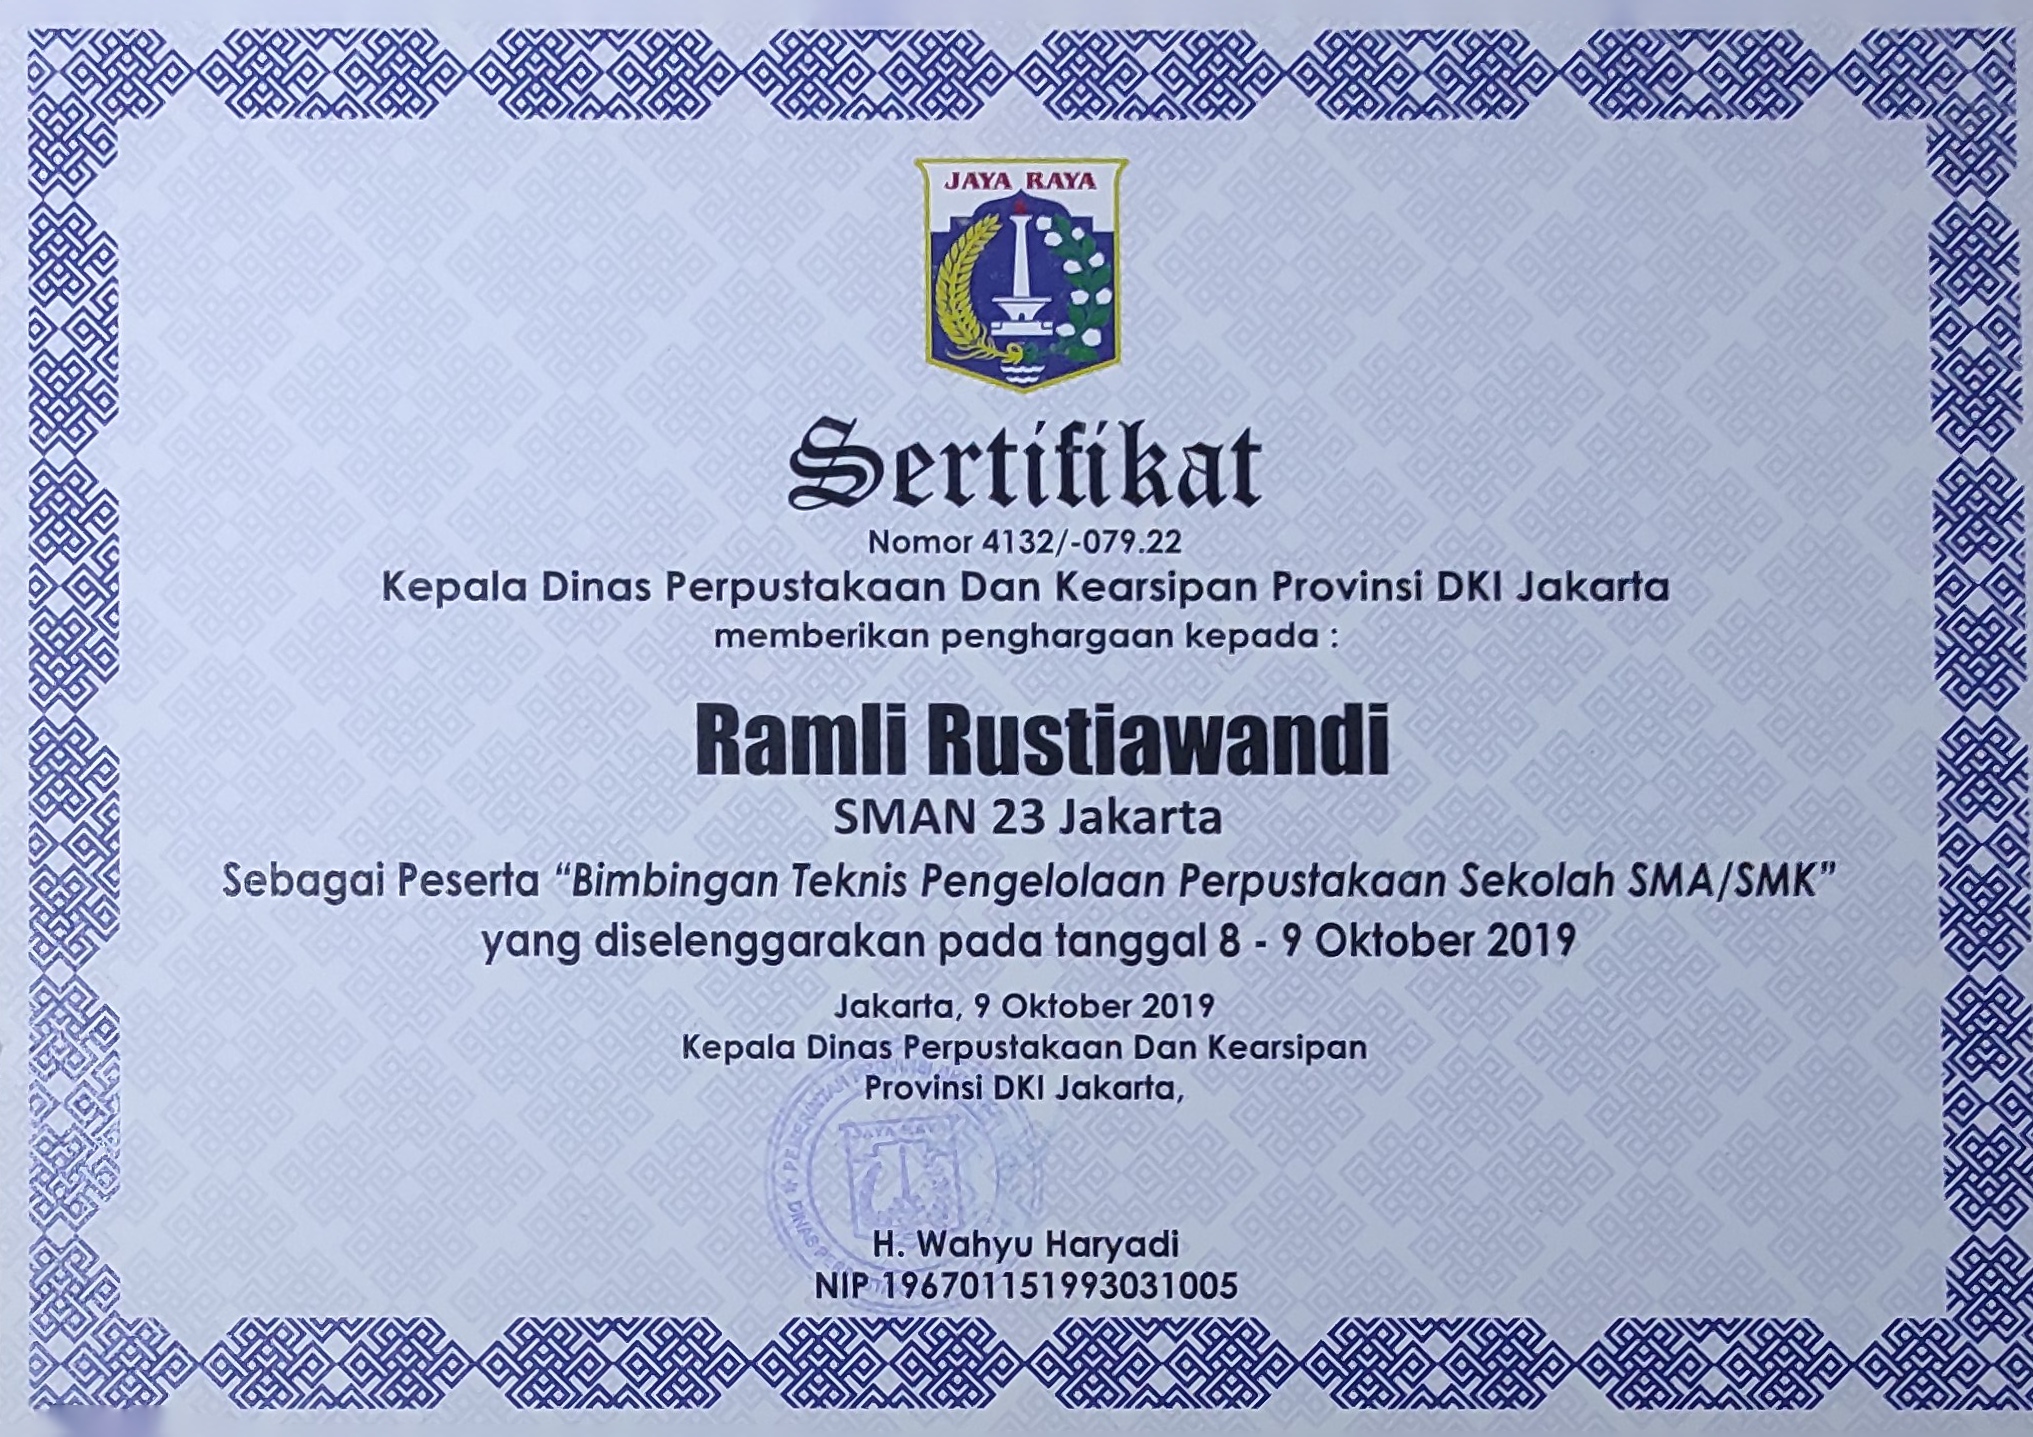 JAYA RAYA
Sertifikat
Nomor 4132/-079.22
Kepala Dinas Perpustakaan Dan Kearsipan Provinsi DKI Jakarta
memberikan penghargaan kepada :
Ramli Rustiawandi
SMAN 23 Jakarta
Sebagai Peserta “Bimbingan Teknis Pengelolaan Perpustakaan Sekolah SMA/SMK”
yang diselenggarakan pada tanggal 8 - 9 Oktober 2019
Jakarta, 9 Oktober 2019
Kepala Dinas Perpustakaan Dan Kearsipan
Provinsi DKI Jakarta,
JAYA RAYA
H. Wahyu Haryadi
NIP 196701151993031005